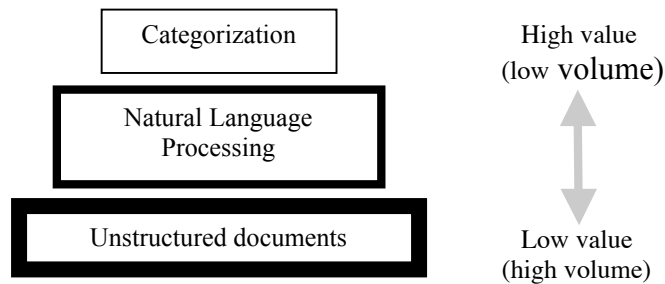 Categorization
High value
(low volume)
Natural Language
Processing
Unstructured documents
Low value
(high volume)